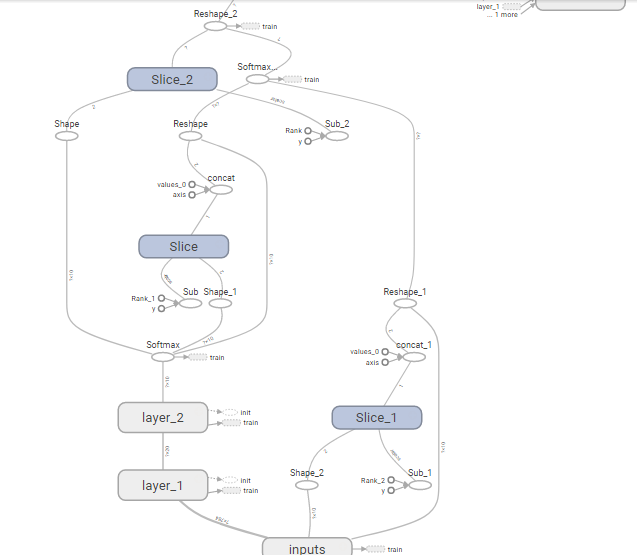 layer_1
... 1 more
Reshape_2
train
Softmax...
train
Slice_2
Shape
Reshape
Rank
y
Sub_2
concat
values_0
axis
Slice
Rank_1
y
Sub
Shape_1
Reshape_1
Softmax
train
values_0
axis
concat_1
layer_2
init
train
Slice_1
layer_1
init
train
Shape_2
Rank_2
y
Sub_1
inputs
train